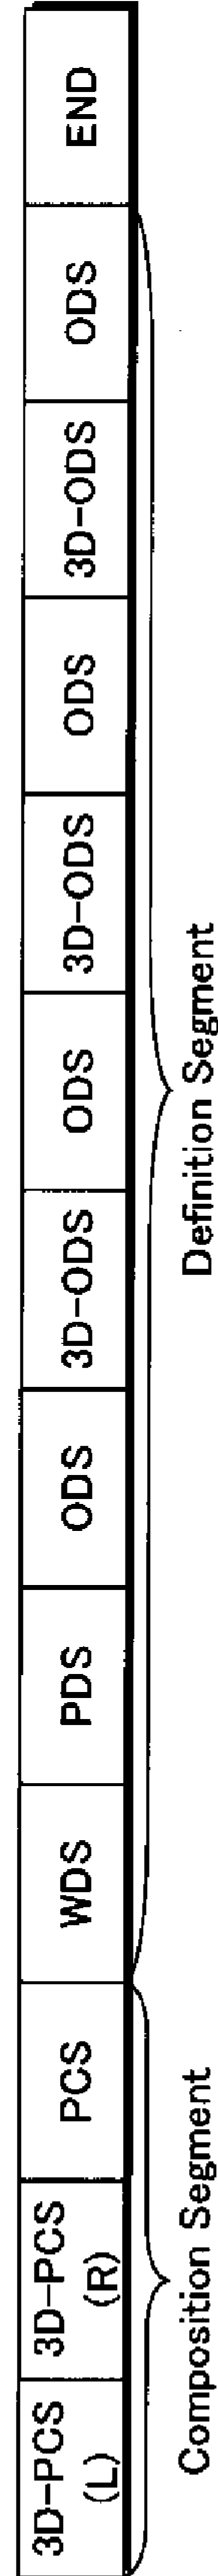 3D-PCS
(L)
3D-PCS
(R)
PCS
WDS
PDS
ODS
3D-ODS
ODS
3D-ODS
ODS
3D-ODS
ODS
END
Composition Segment
Definition Segment